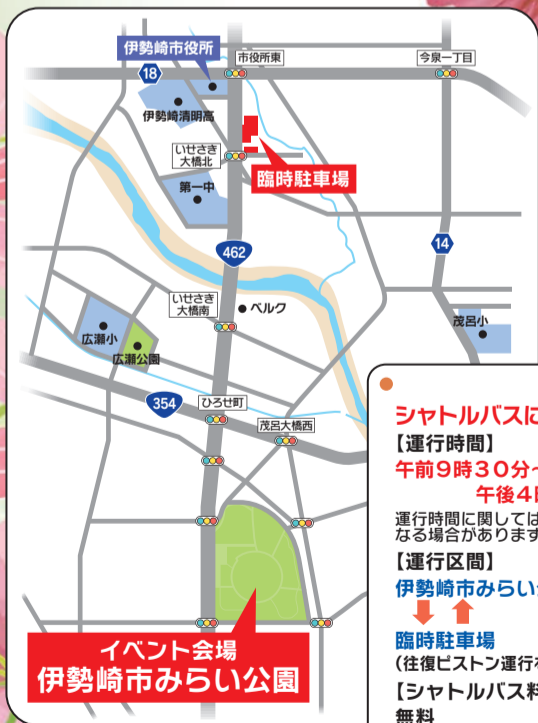 伊勢崎市役所
市役所東
今泉一丁目
18
伊勢崎清明高
いせさき
大橋北
臨時駐車場
第一中
462
14
いせさき
大橋南
ベルク
茂呂小
広瀬小
広瀬公園
354
ひろせ町
茂呂大橋西
イベント会場
伊勢崎市みらい公園
シャトルバスに
【運行時間】
午前9時30分~
午後4
運行時間に関しては
なる場合があります
【運行区間】
伊勢崎市みらい
臨時駐車場
(往復ピストン運行
【シャトルバス料
無料